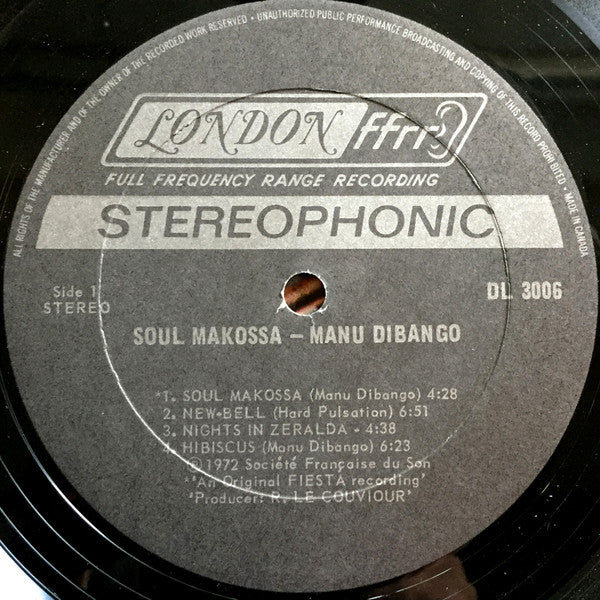 ALL RIGHTS OF THE MANUFACTURER AND OF THE OWNER OF THE RECORDED WORK RESERVED • UNAUTHORIZED PUBLIC PERFORMANCE BROADCASTING AND COPYING OF THIS RECORD PROHIBITED • MADE IN CANADA
LONDON ffrr
FULL FREQUENCY RANGE RECORDING
STEREOPHONIC
Side 1
STEREO
DL 3006
SOUL MAKOSSA – MANU DIBANGO
*1. SOUL MAKOSSA (Manu Dibango) 4:28
2. NEW-BELL (Hard Pulsation) 6:51
3. NIGHTS IN ZERALDA - 4:38
4. HIBISCUS (Manu Dibango) 6:23
©1972 Société Française du Son
*'An Original FIESTA recording'
'Producer: R. LE COUVIOUR'